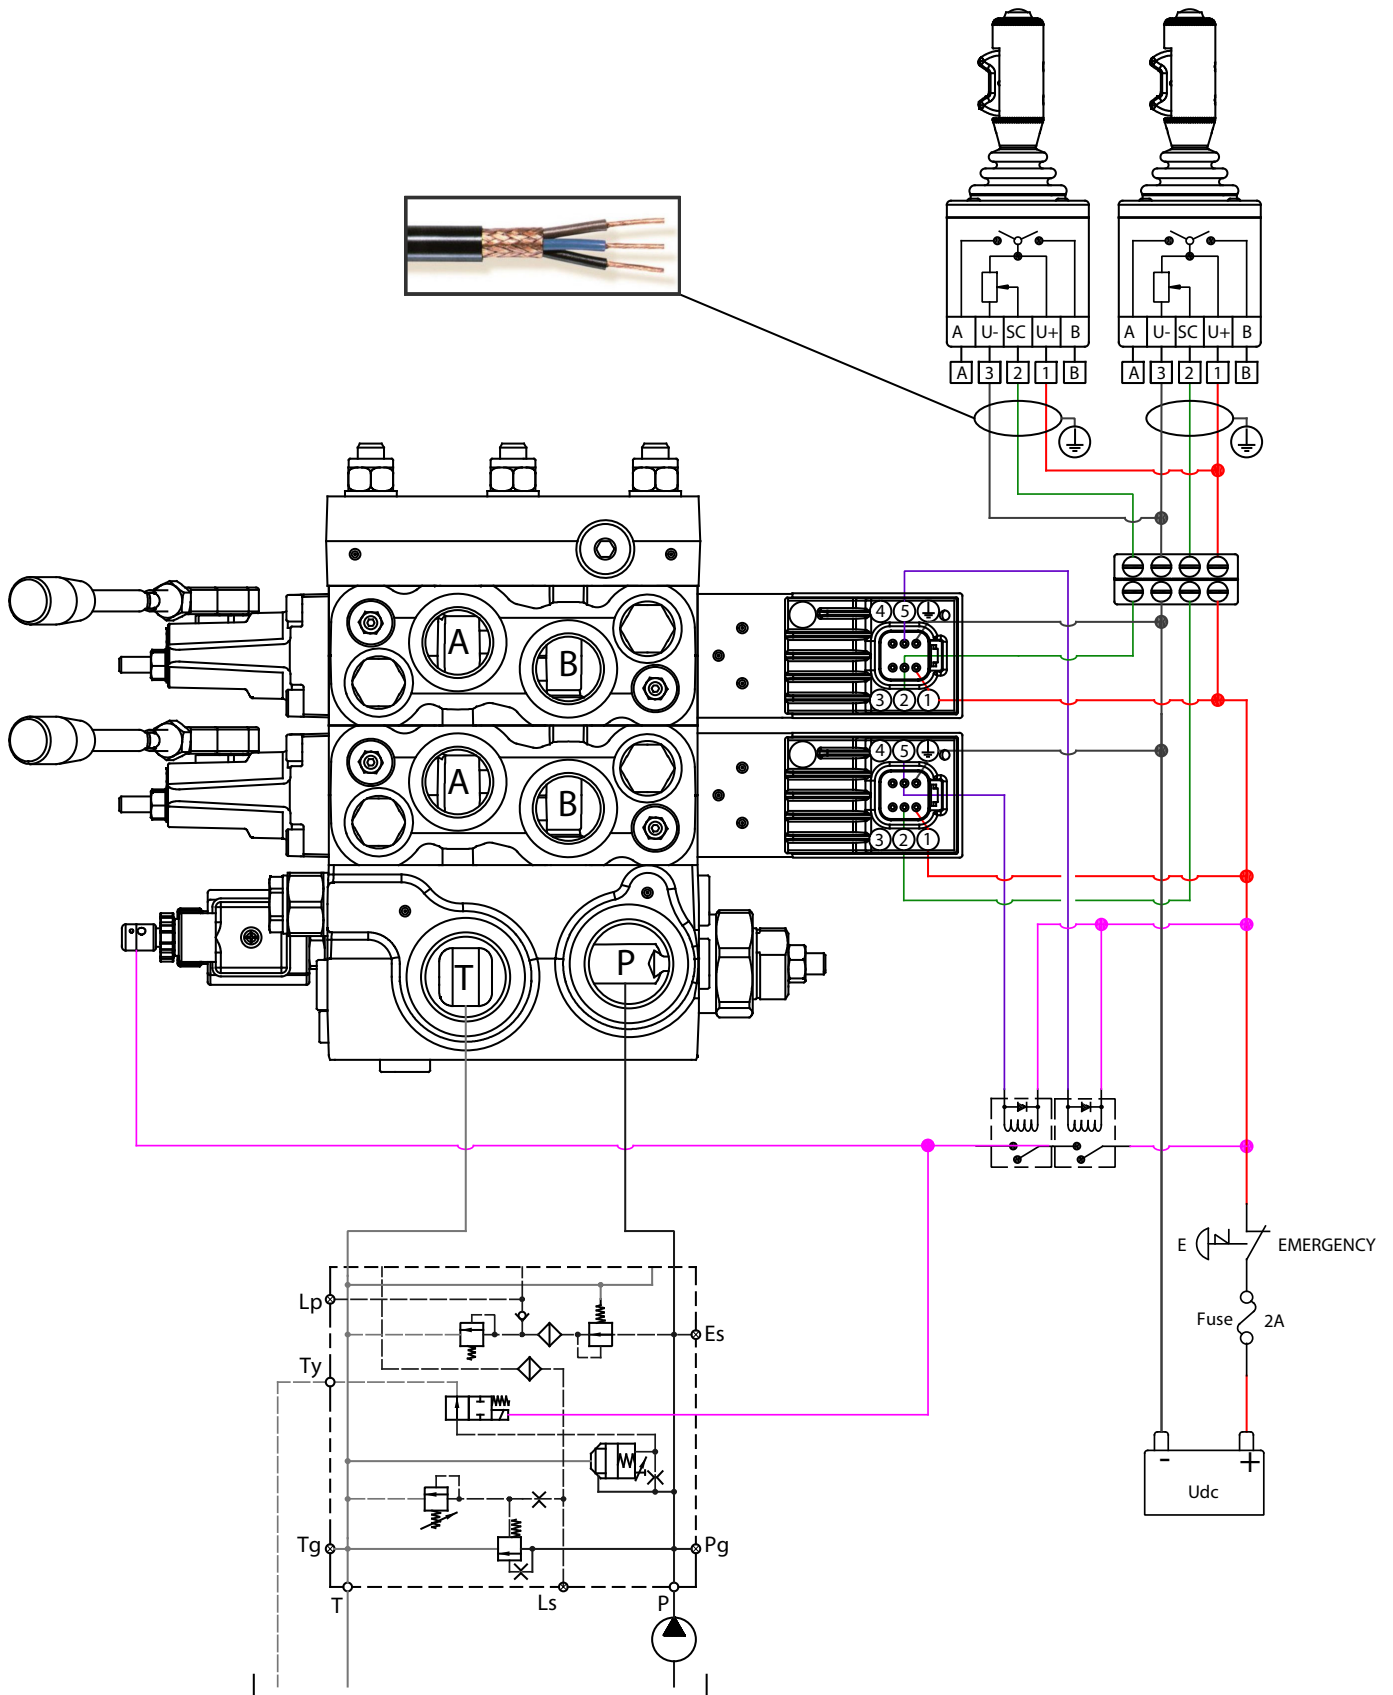 A U- SC U+ B
A U- SC U+ B
A 3 2 1 B
A 3 2 1 B
4 5
A
B
3 2 1
4 5
A
B
3 2 1
T
P
E
EMERGENCY
Fuse 2A
Lp
Es
Ty
- +
Udc
Tg
Pg
T
Ls
P